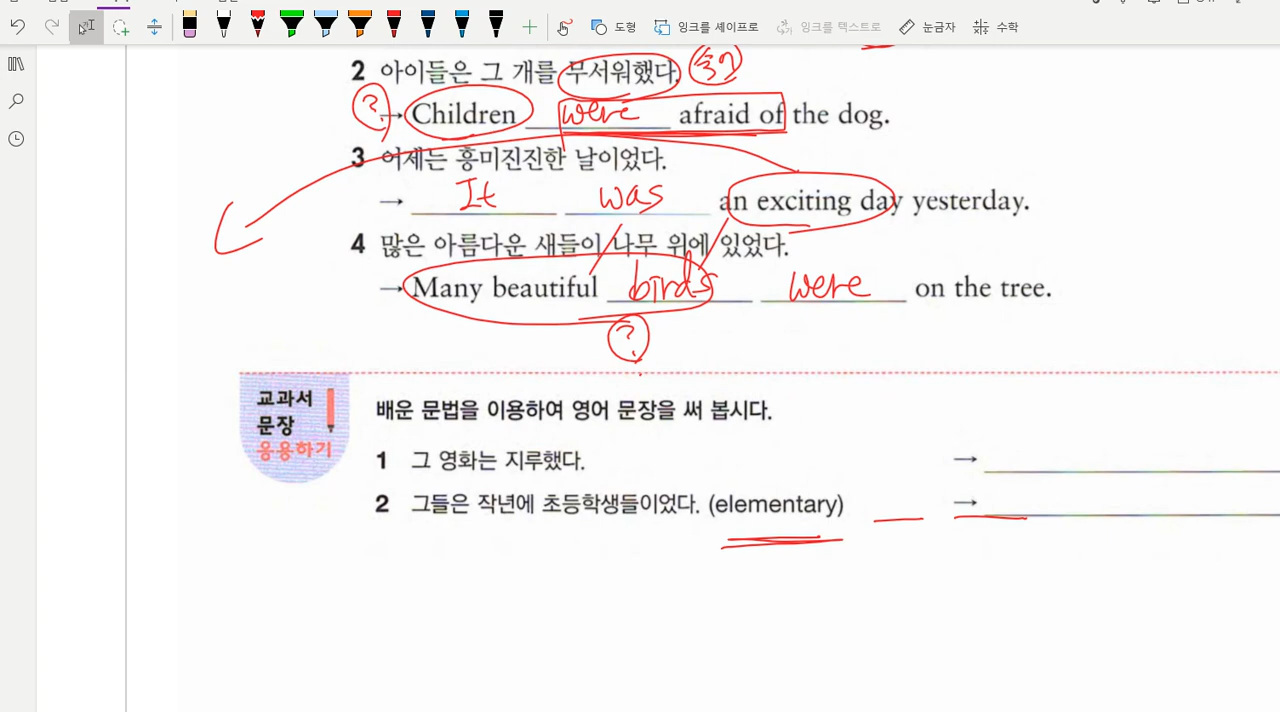 도형
잉크를 셰이프로
잉크를 텍스트로
눈금자
수학
2 아이들은 그 개를 무서워했다. 숙어
? → Children were afraid of the dog.
3 어제는 흥미진진한 날이었다.
→ It was an exciting day yesterday.
4 많은 아름다운 새들이 나무 위에 있었다.
→ Many beautiful birds were on the tree.
?
교과서
문장
응용하기
배운 문법을 이용하여 영어 문장을 써 봅시다.
1 그 영화는 지루했다. →
2 그들은 작년에 초등학생들이었다. (elementary) →